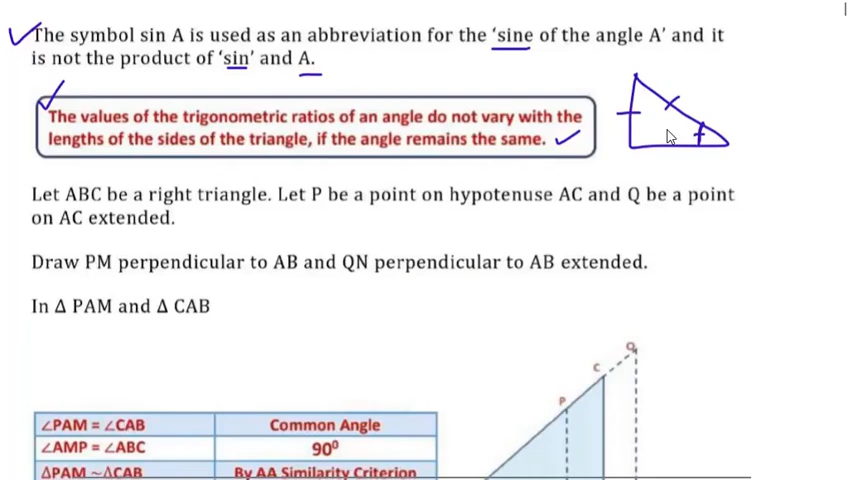 The symbol sin A is used as an abbreviation for the ‘sine of the angle A’ and it
is not the product of ‘sin’ and A.
The values of the trigonometric ratios of an angle do not vary with the
lengths of the sides of the triangle, if the angle remains the same.
Let ABC be a right triangle. Let P be a point on hypotenuse AC and Q be a point
on AC extended.
Draw PM perpendicular to AB and QN perpendicular to AB extended.
In Δ PAM and Δ CAB
Q
C
P
∠PAM = ∠CAB Common Angle
∠AMP = ∠ABC 90⁰
ΔPAM ~ΔCAB By AA Similarity Criterion